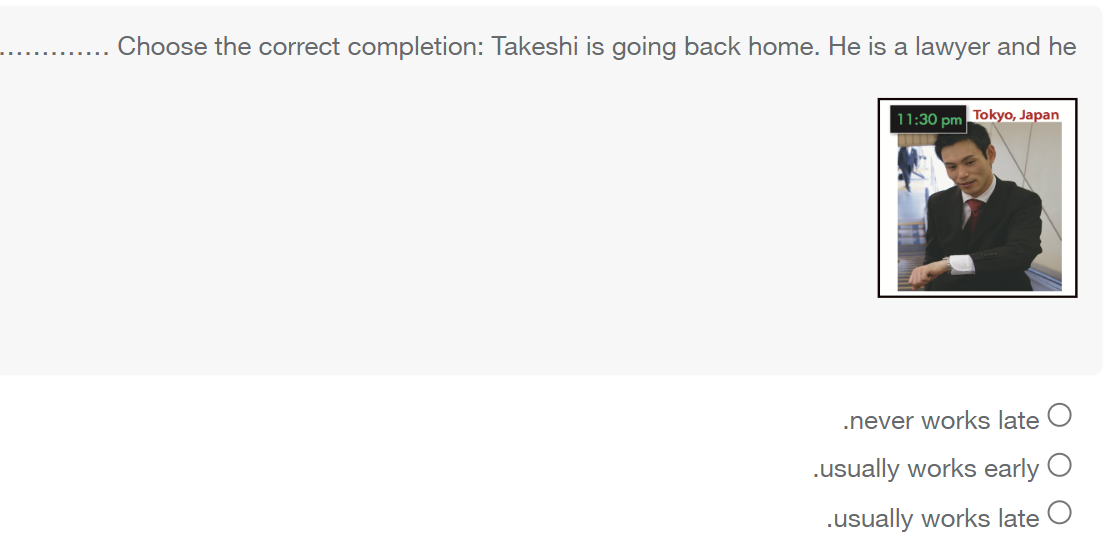 ............. Choose the correct completion: Takeshi is going back home. He is a lawyer and he
11:30 pm Tokyo, Japan
.never works late
.usually works early
.usually works late